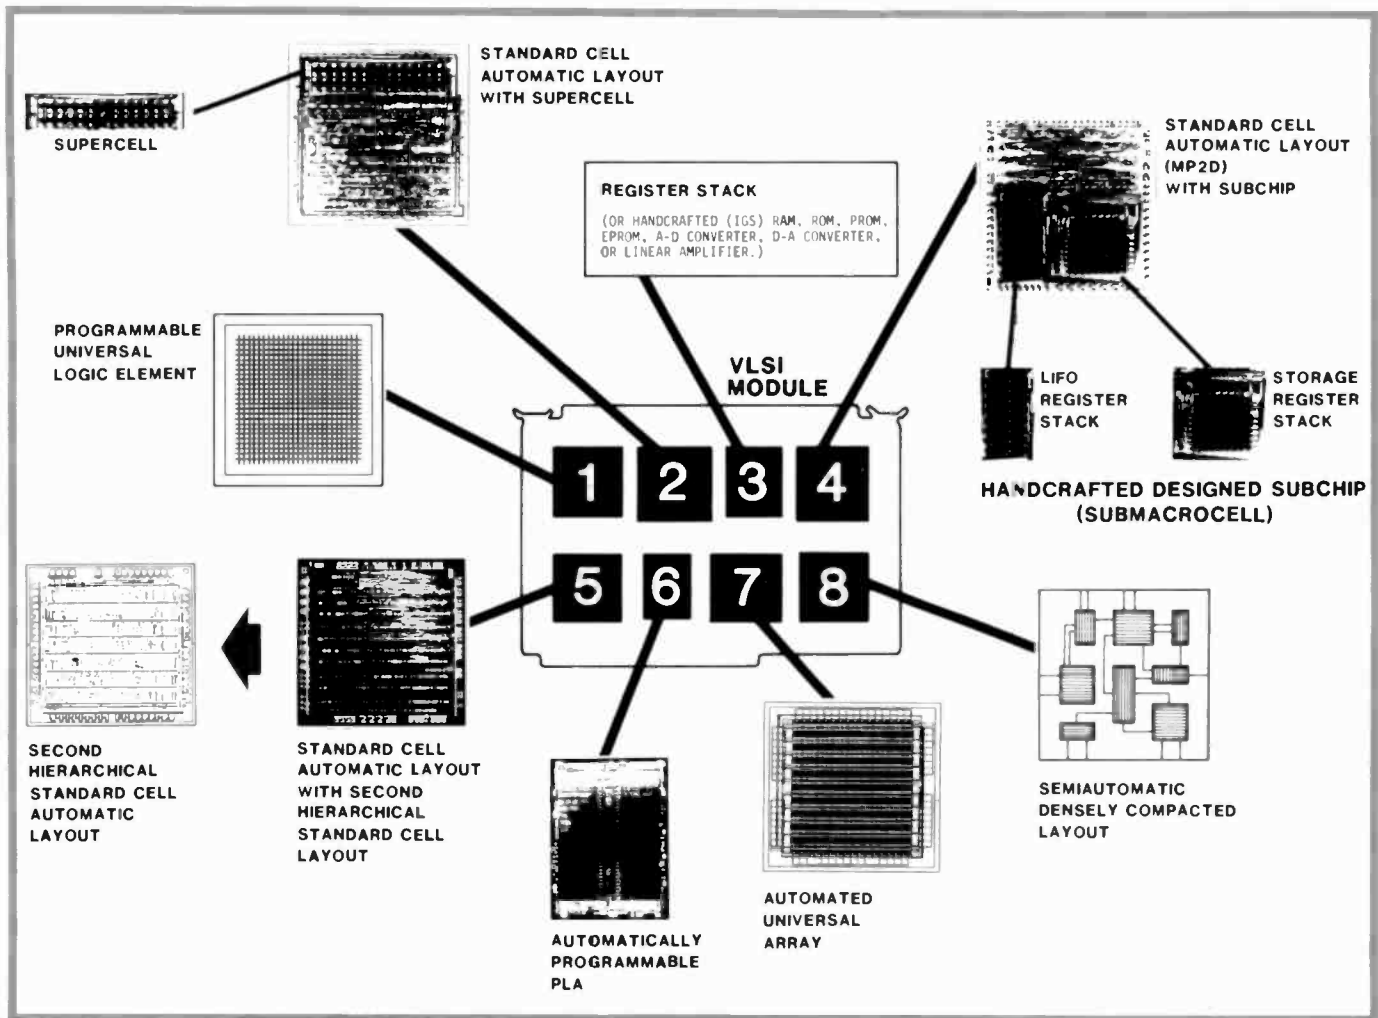 STANDARD CELL
AUTOMATIC LAYOUT
WITH SUPERCELL
SUPERCELL
STANDARD CELL
AUTOMATIC LAYOUT
(MP2D)
WITH SUBCHIP
REGISTER STACK
(OR HANDCRAFTED (IGS) RAM, ROM, PROM,
EPROM, A-D CONVERTER, D-A CONVERTER,
OR LINEAR AMPLIFIER.)
PROGRAMMABLE
UNIVERSAL
LOGIC ELEMENT
VLSI
MODULE
LIFO
REGISTER
STACK
STORAGE
REGISTER
STACK
HANDCRAFTED DESIGNED SUBCHIP
(SUBMACROCELL)
1 2 3 4
5 6 7 8
SECOND
HIERARCHICAL
STANDARD CELL
AUTOMATIC
LAYOUT
STANDARD CELL
AUTOMATIC LAYOUT
WITH SECOND
HIERARCHICAL
STANDARD CELL
LAYOUT
AUTOMATICALLY
PROGRAMMABLE
PLA
AUTOMATED
UNIVERSAL
ARRAY
SEMIAUTOMATIC
DENSELY COMPACTED
LAYOUT